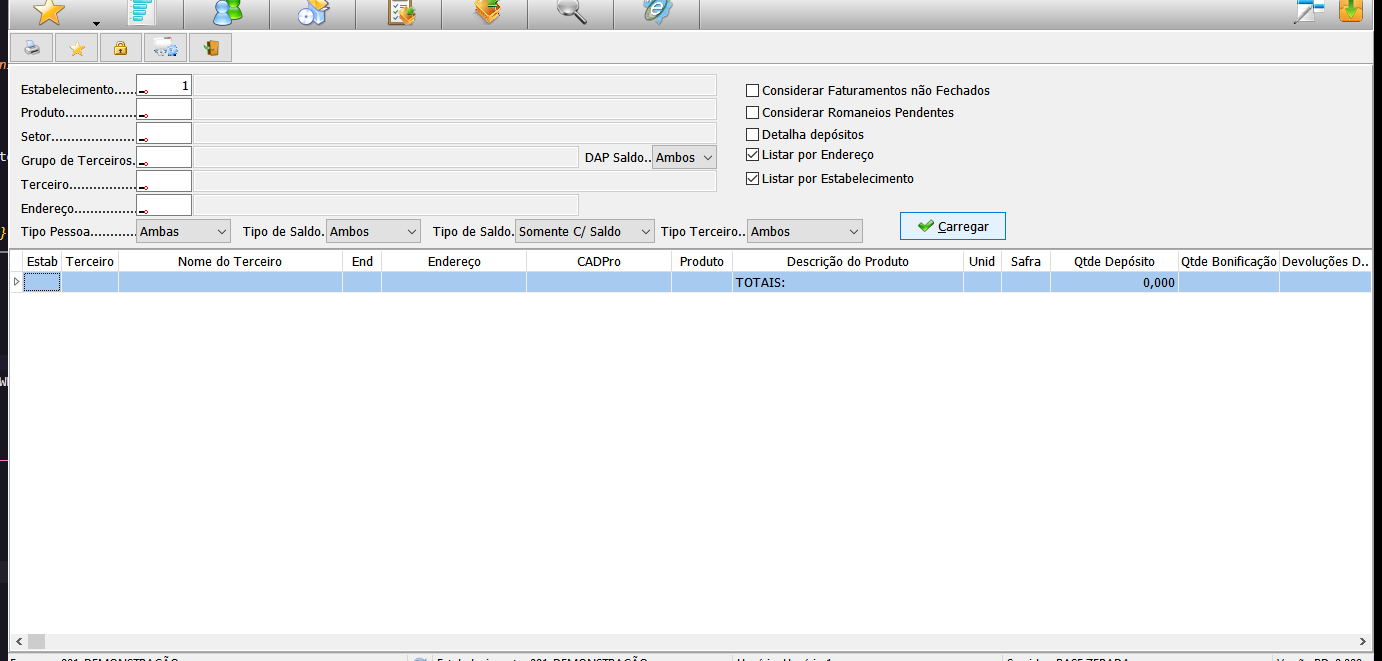 Estabelecimento..... 1
Considerar Faturamentos não Fechados
Produto..................
Considerar Romaneios Pendentes
Setor......................
Detalha depósitos
Grupo de Terceiros. DAP Saldo.. Ambos
Listar por Endereço
Terceiro.................
Listar por Estabelecimento
Endereço................
Tipo Pessoa........... Ambas Tipo de Saldo. Ambos Tipo de Saldo. Somente C/ Saldo Tipo Terceiro.. Ambos
Carregar
Estab Terceiro Nome do Terceiro End Endereço CADPro Produto Descrição do Produto Unid Safra Qtde Depósito Qtde Bonificação Devoluções D..
TOTAIS: 0,000